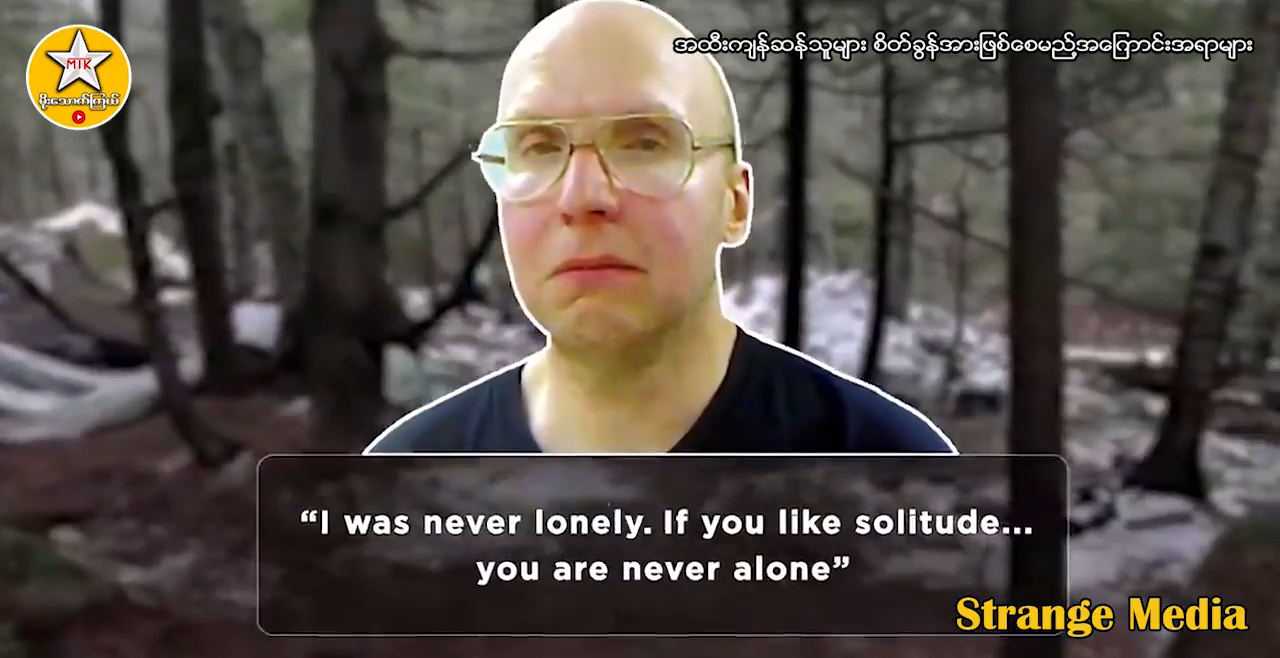 MTK
မိုးသောက်ကြယ်
အထီးကျန်ဆန်သူများ စိတ်ခွန်အားဖြစ်စေမည့်အကြောင်းအရာများ
“I was never lonely. If you like solitude...
you are never alone”
Strange Media